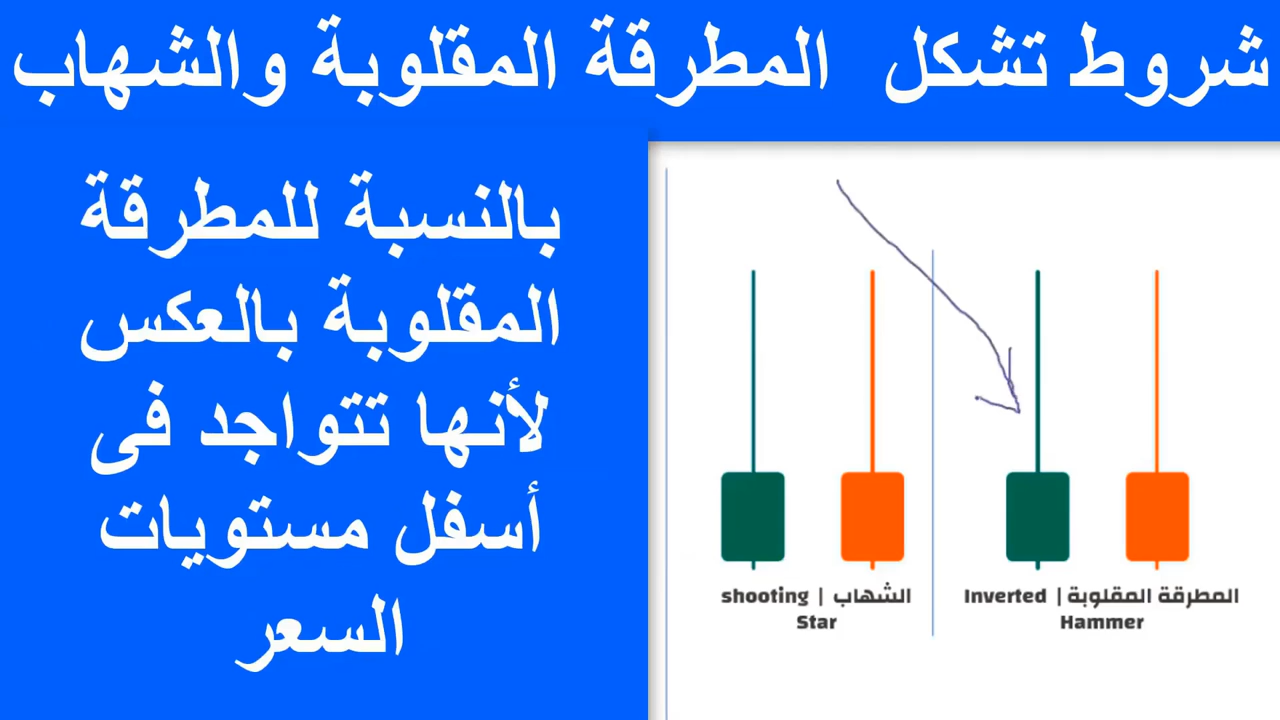 شروط تشكل المطرقة المقلوبة والشهاب
بالنسبة للمطرقة
المقلوبة بالعكس
لأنها تتواجد فى
أسفل مستويات
السعر
الشهاب | shooting
Star
المطرقة المقلوبة | Inverted
Hammer